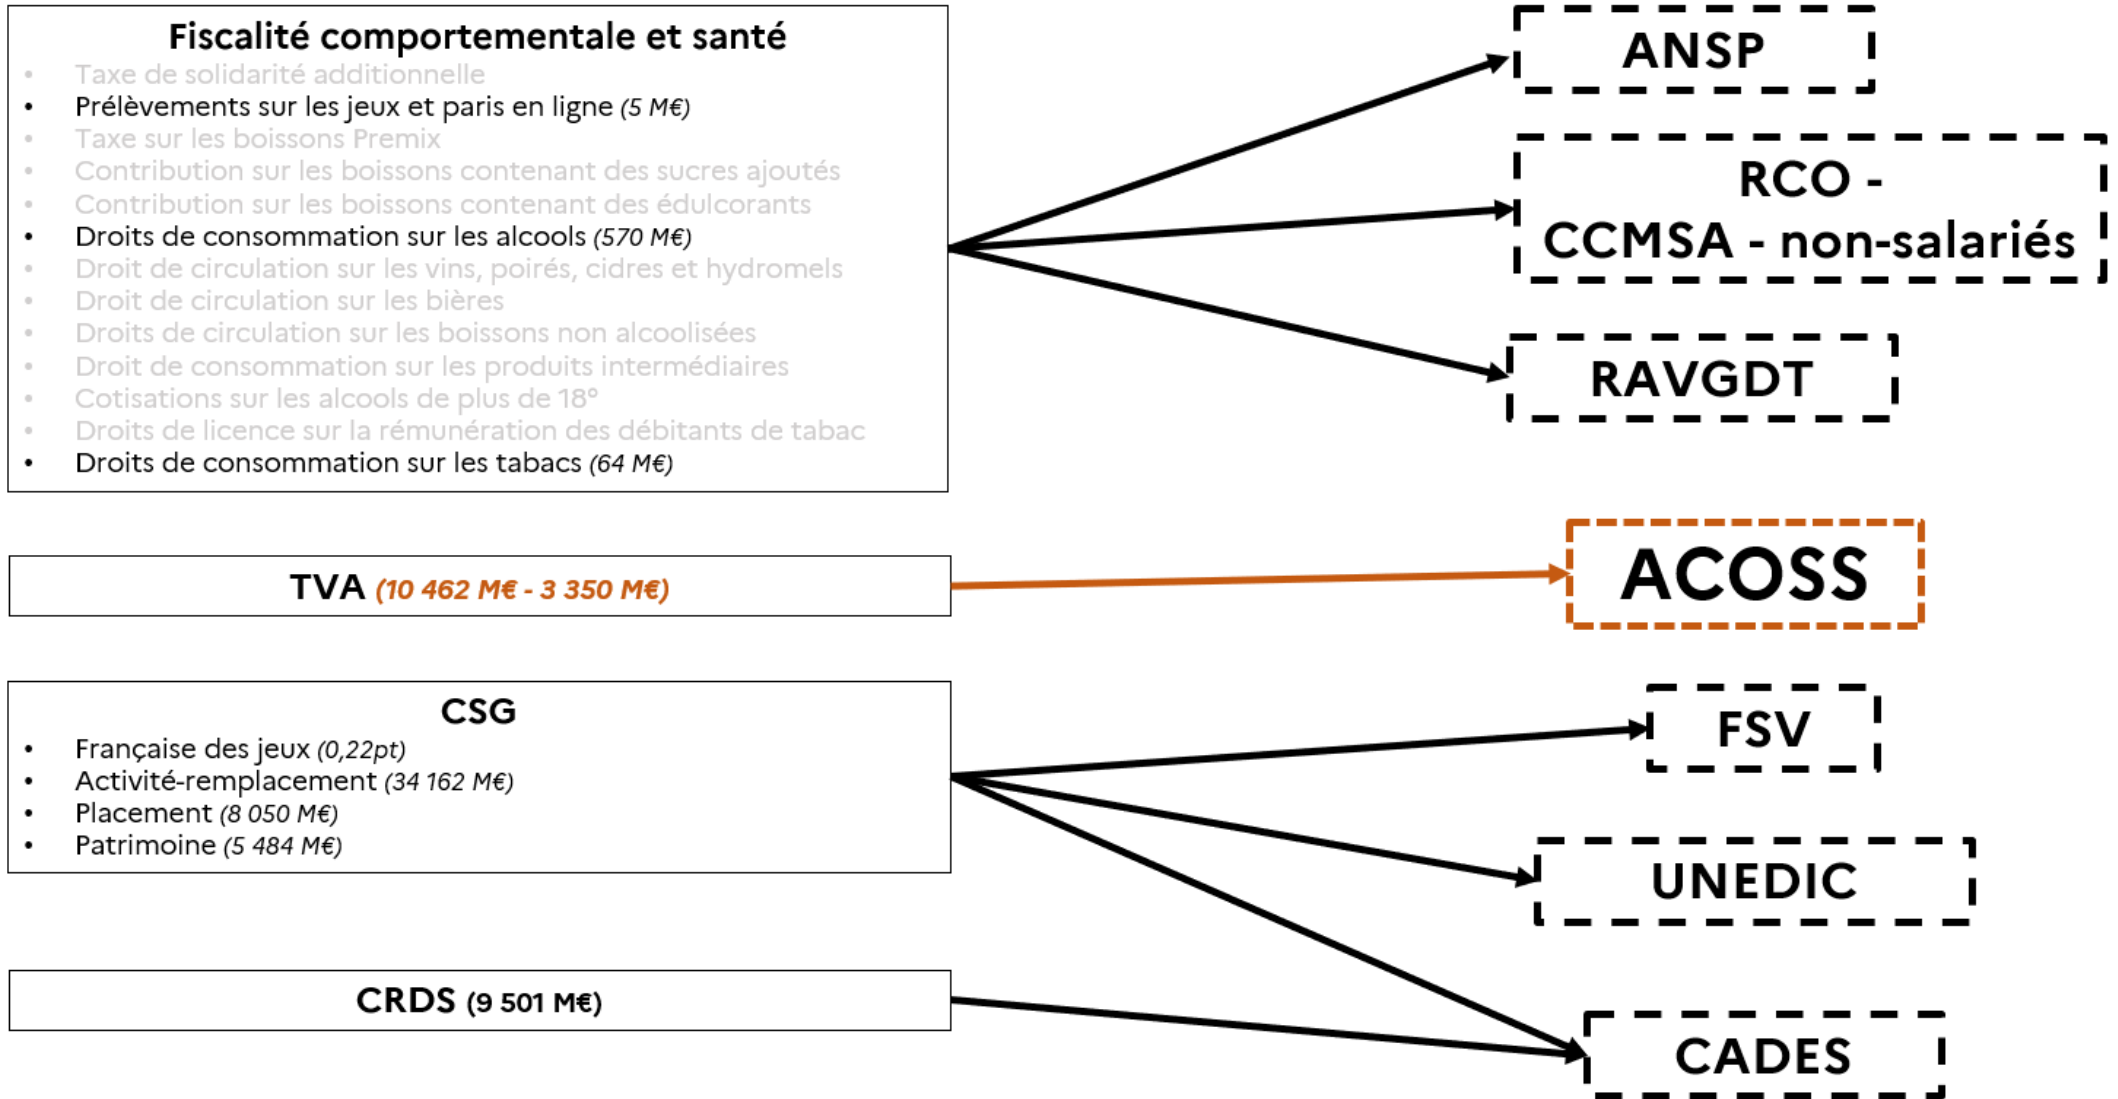 Fiscalité comportementale et santé
• Taxe de solidarité additionnelle
• Prélèvements sur les jeux et paris en ligne (5 M€)
• Taxe sur les boissons Premix
• Contribution sur les boissons contenant des sucres ajoutés
• Contribution sur les boissons contenant des édulcorants
• Droits de consommation sur les alcools (570 M€)
• Droit de circulation sur les vins, poirés, cidres et hydromels
• Droit de circulation sur les bières
• Droits de circulation sur les boissons non alcoolisées
• Droit de consommation sur les produits intermédiaires
• Cotisations sur les alcools de plus de 18°
• Droits de licence sur la rémunération des débitants de tabac
• Droits de consommation sur les tabacs (64 M€)
ANSP
RCO -
CCMSA - non-salariés
RAVGDT
TVA (10 462 M€ - 3 350 M€)
ACOSS
CSG
• Française des jeux (0,22pt)
• Activité-remplacement (34 162 M€)
• Placement (8 050 M€)
• Patrimoine (5 484 M€)
FSV
UNEDIC
CRDS (9 501 M€)
CADES